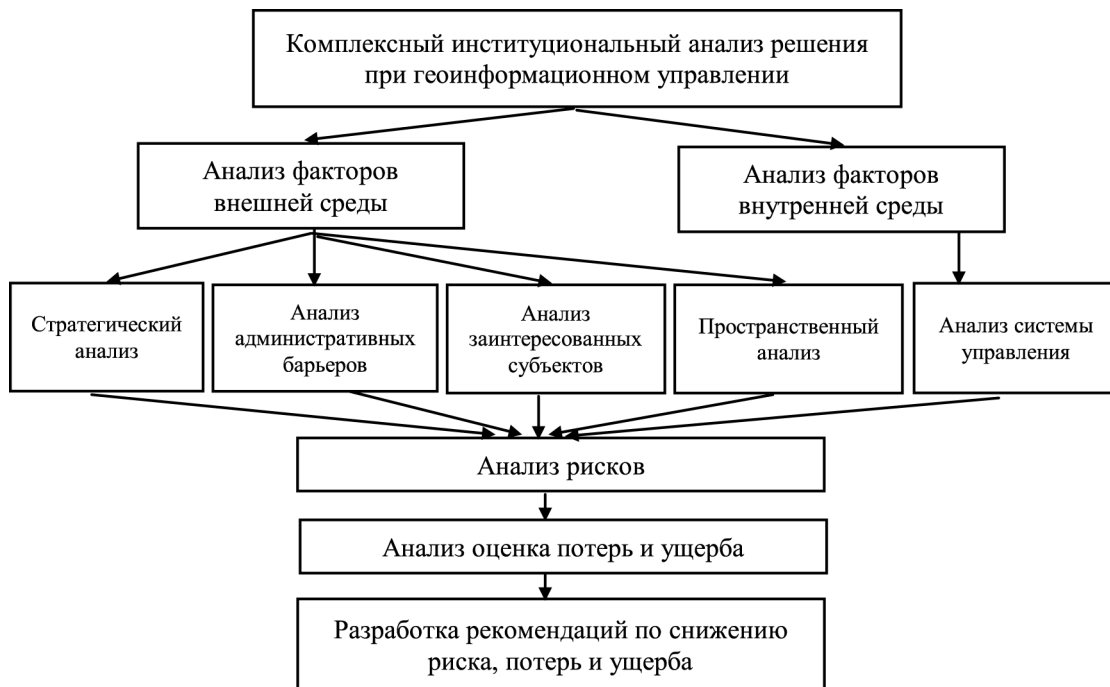 Комплексный институциональный анализ решения
при геоинформационном управлении
Анализ факторов
внешней среды
Анализ факторов
внутренней среды
Стратегический
анализ
Анализ
административных
барьеров
Анализ
заинтересованных
субъектов
Пространственный
анализ
Анализ системы
управления
Анализ рисков
Анализ оценка потерь и ущерба
Разработка рекомендаций по снижению
риска, потерь и ущерба